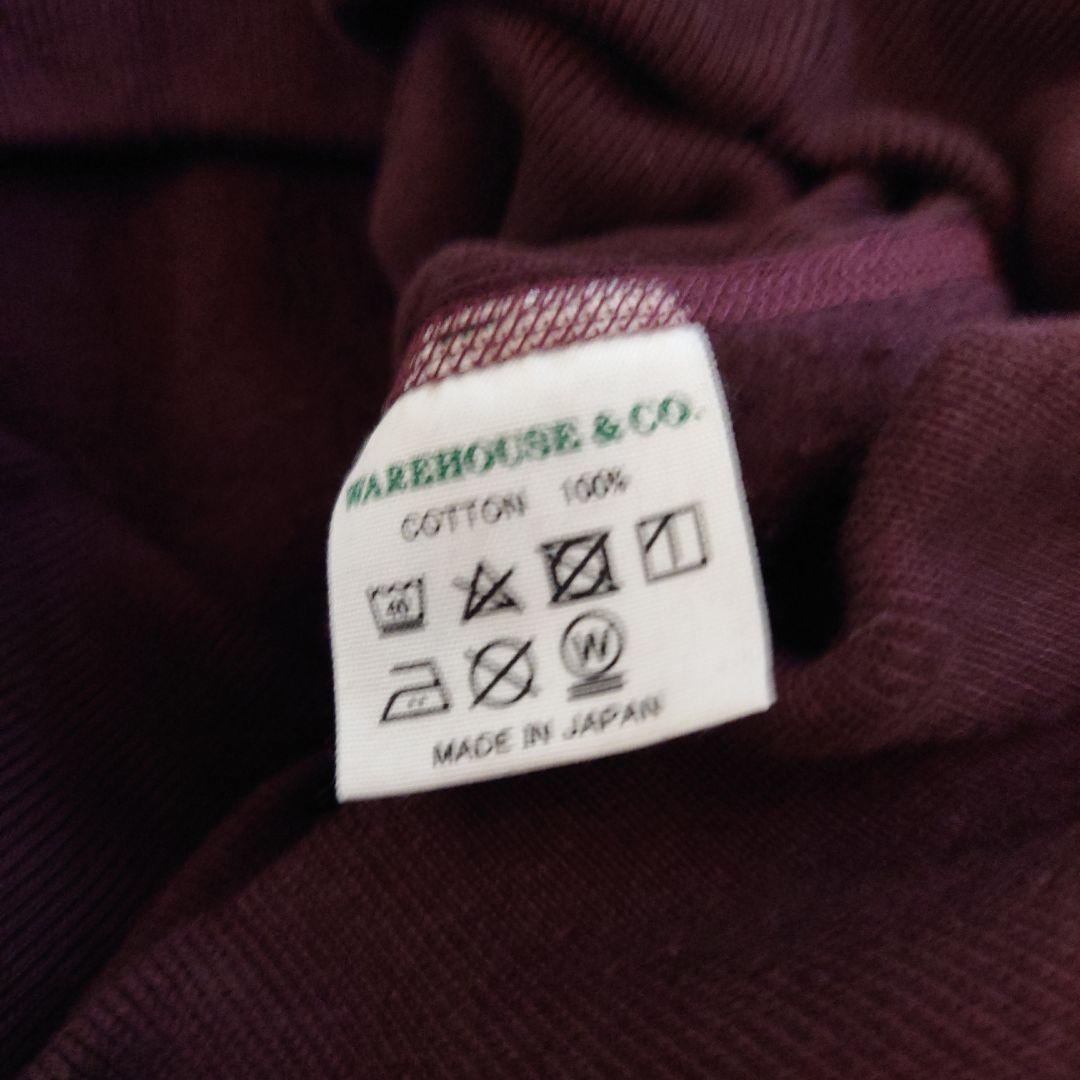 WAREHOUSE & CO.
COTTON 100%
40
W
MADE IN JAPAN